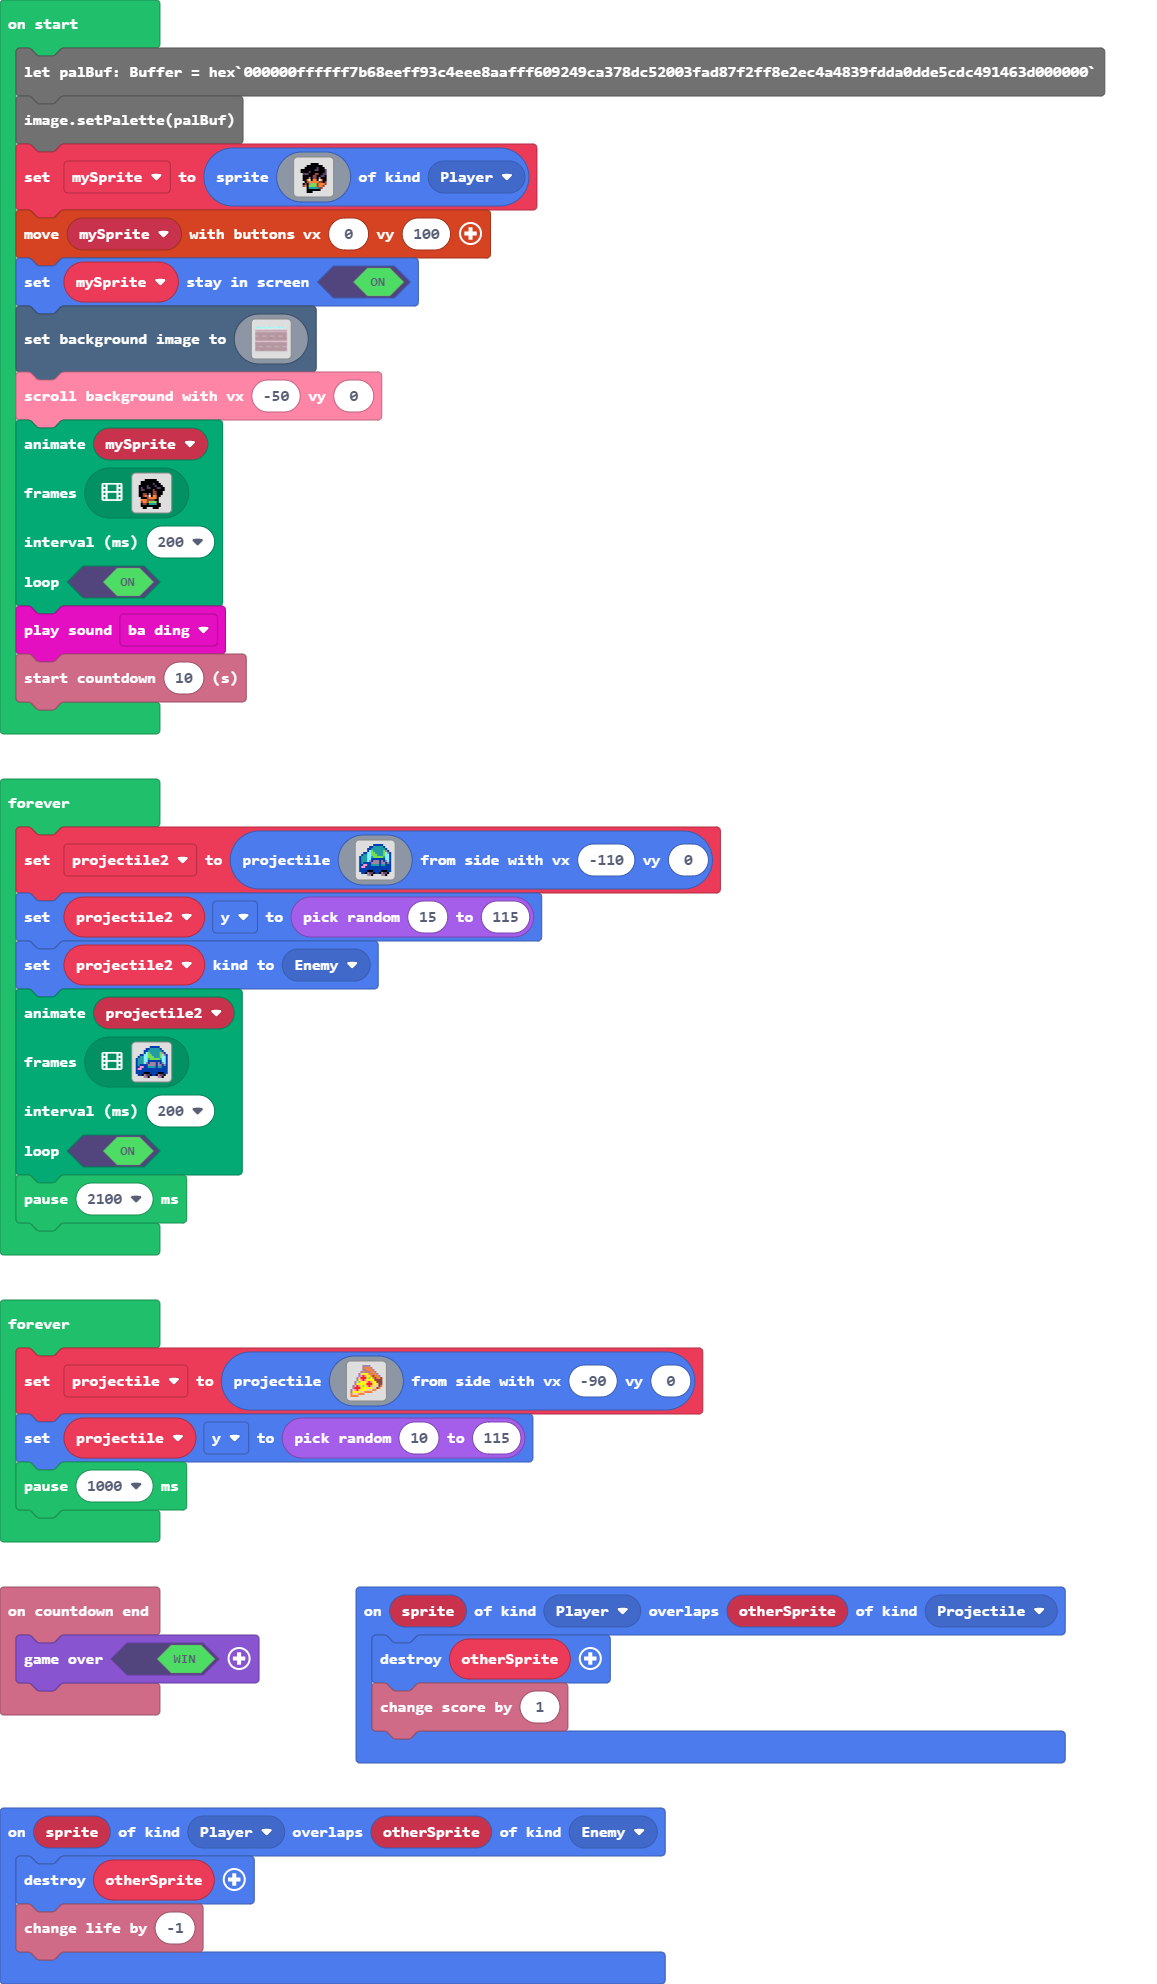 on start
let palBuf: Buffer = hex`000000ffffff7b68eeff93c4eee8aafff609249ca378dc52003fad87f2ff8e2ec4a4839fdda0dde5cdc491463d000000`
image.setPalette(palBuf)
set mySprite to sprite of kind Player
move mySprite with buttons vx 0 vy 100
set mySprite stay in screen ON
set background image to
scroll background with vx -50 vy 0
animate mySprite
frames
interval (ms) 200
loop ON
play sound ba ding
start countdown 10 (s)
forever
set projectile2 to projectile from side with vx -110 vy 0
set projectile2 y to pick random 15 to 115
set projectile2 kind to Enemy
animate projectile2
frames
interval (ms) 200
loop ON
pause 2100 ms
forever
set projectile to projectile from side with vx -90 vy 0
set projectile y to pick random 10 to 115
pause 1000 ms
on countdown end
game over WIN
on sprite of kind Player overlaps otherSprite of kind Projectile
destroy otherSprite
change score by 1
on sprite of kind Player overlaps otherSprite of kind Enemy
destroy otherSprite
change life by -1